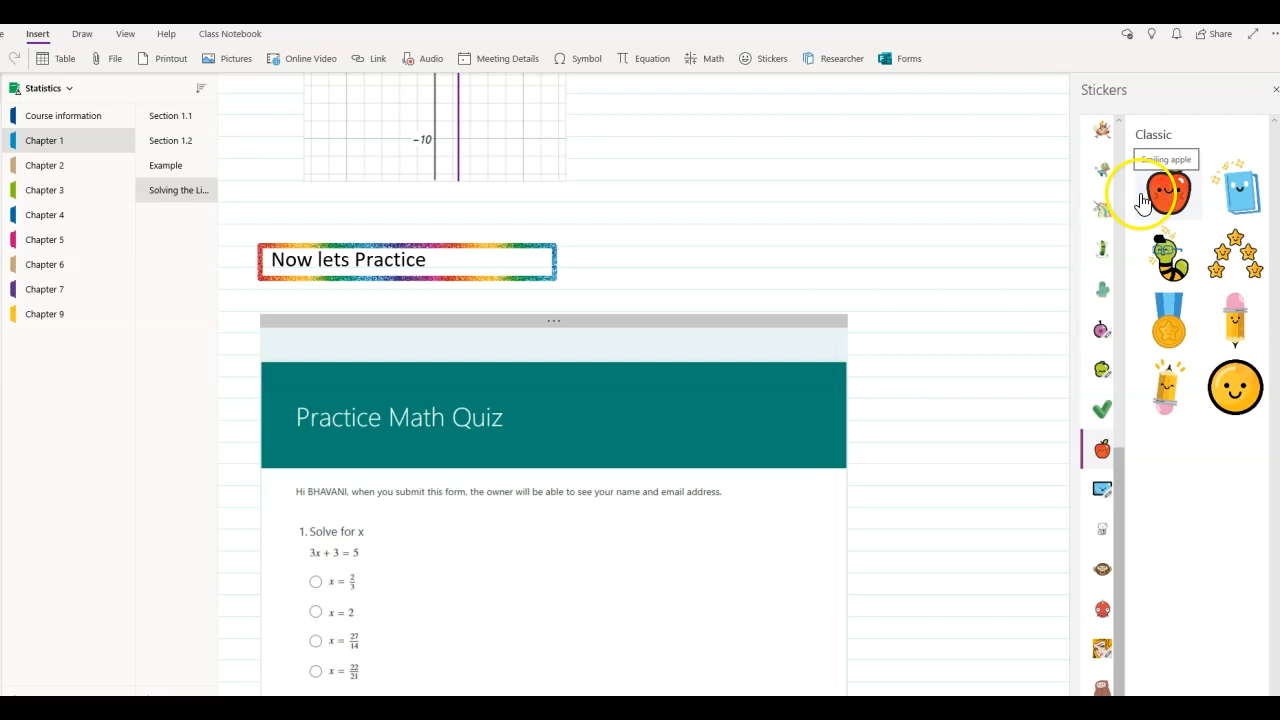 Insert Draw View Help Class Notebook Share
Table File Printout Pictures Online Video Link Audio Meeting Details Symbol Equation Math Stickers Researcher Forms
Statistics
Course information
Chapter 1
Chapter 2
Chapter 3
Chapter 4
Chapter 5
Chapter 6
Chapter 7
Chapter 9
Section 1.1
Section 1.2
Example
Solving the Li...
−10
Now lets Practice
Practice Math Quiz
Hi BHAVANI, when you submit this form, the owner will be able to see your name and email address.
1. Solve for x
3x + 3 = 5
x = 2/3
x = 2
x = 27/14
x = 22/21
Stickers
Classic
Smiling apple